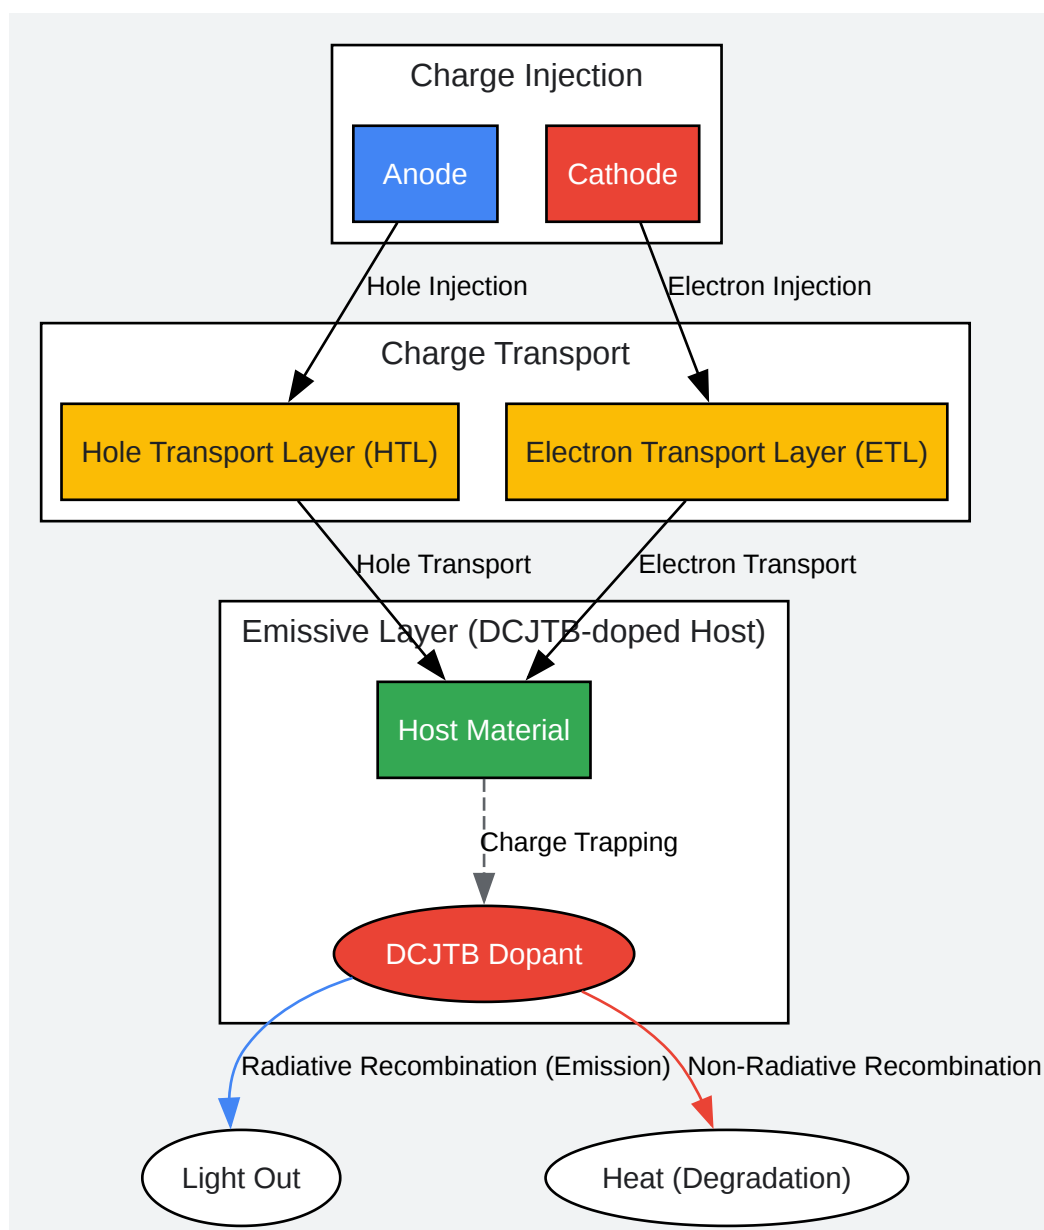 Charge Injection
Anode
Cathode
Hole Injection
Electron Injection
Charge Transport
Hole Transport Layer (HTL)
Electron Transport Layer (ETL)
Hole Transport
Electron Transport
Emissive Layer (DCJTB-doped Host)
Host Material
Charge Trapping
DCJTB Dopant
Radiative Recombination (Emission)
Non-Radiative Recombination
Light Out
Heat (Degradation)